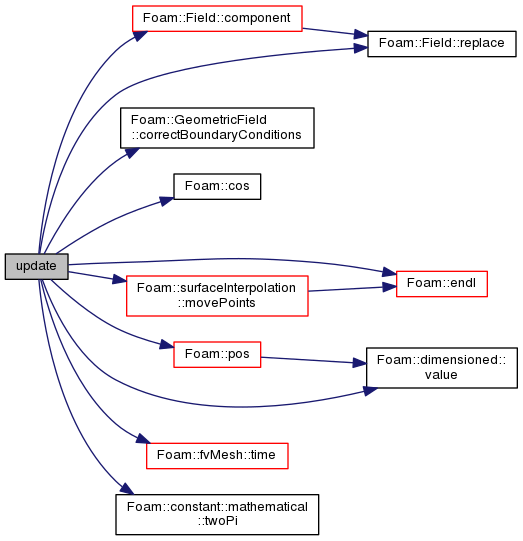 Foam::Field::component
Foam::Field::replace
Foam::GeometricField
::correctBoundaryConditions
Foam::cos
update
Foam::surfaceInterpolation
::movePoints
Foam::endl
Foam::pos
Foam::dimensioned::
value
Foam::fvMesh::time
Foam::constant::mathematical
::twoPi